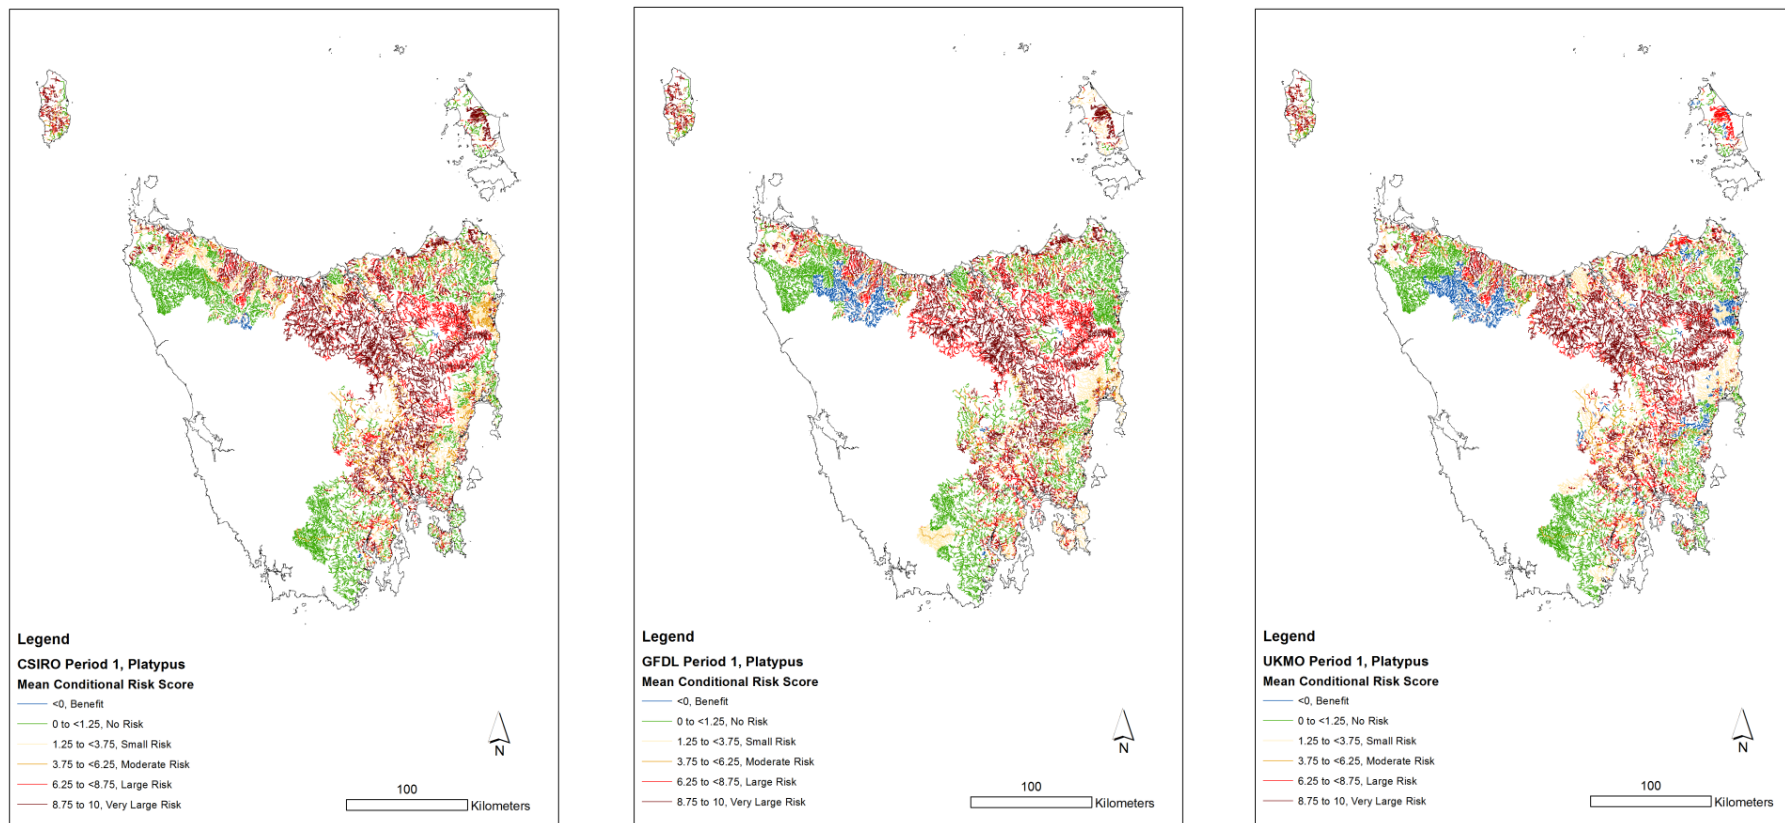 Legend
CSIRO Period 1, Platypus
Mean Conditional Risk Score
<0, Benefit
0 to <1.25, No Risk
1.25 to <3.75, Small Risk
3.75 to <6.25, Moderate Risk
6.25 to <8.75, Large Risk
8.75 to 10, Very Large Risk
N
100
Kilometers
Legend
GFDL Period 1, Platypus
Mean Conditional Risk Score
<0, Benefit
0 to <1.25, No Risk
1.25 to <3.75, Small Risk
3.75 to <6.25, Moderate Risk
6.25 to <8.75, Large Risk
8.75 to 10, Very Large Risk
N
100
Kilometers
Legend
UKMO Period 1, Platypus
Mean Conditional Risk Score
<0, Benefit
0 to <1.25, No Risk
1.25 to <3.75, Small Risk
3.75 to <6.25, Moderate Risk
6.25 to <8.75, Large Risk
8.75 to 10, Very Large Risk
N
100
Kilometers